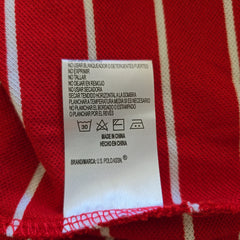 NO USAR BLANQUEADOR O DETERGENTES FUERTES
NO EXPRIMIR
NO TALLAR
NO DEJAR EN REMOJO
NO USAR SECADORA
SECAR TENDIDO HORIZONTAL A LA SOMBRA
PLANCHAR A TEMPERATURA MEDIA SI ES NECESARIO
NO PLANCHAR EL BORDADO O ESTAMPADO
O PLANCHAR POR EL REVÉS
30
MADE IN CHINA
HECHO EN CHINA
BRAND/MARCA: U.S. POLO ASSN.